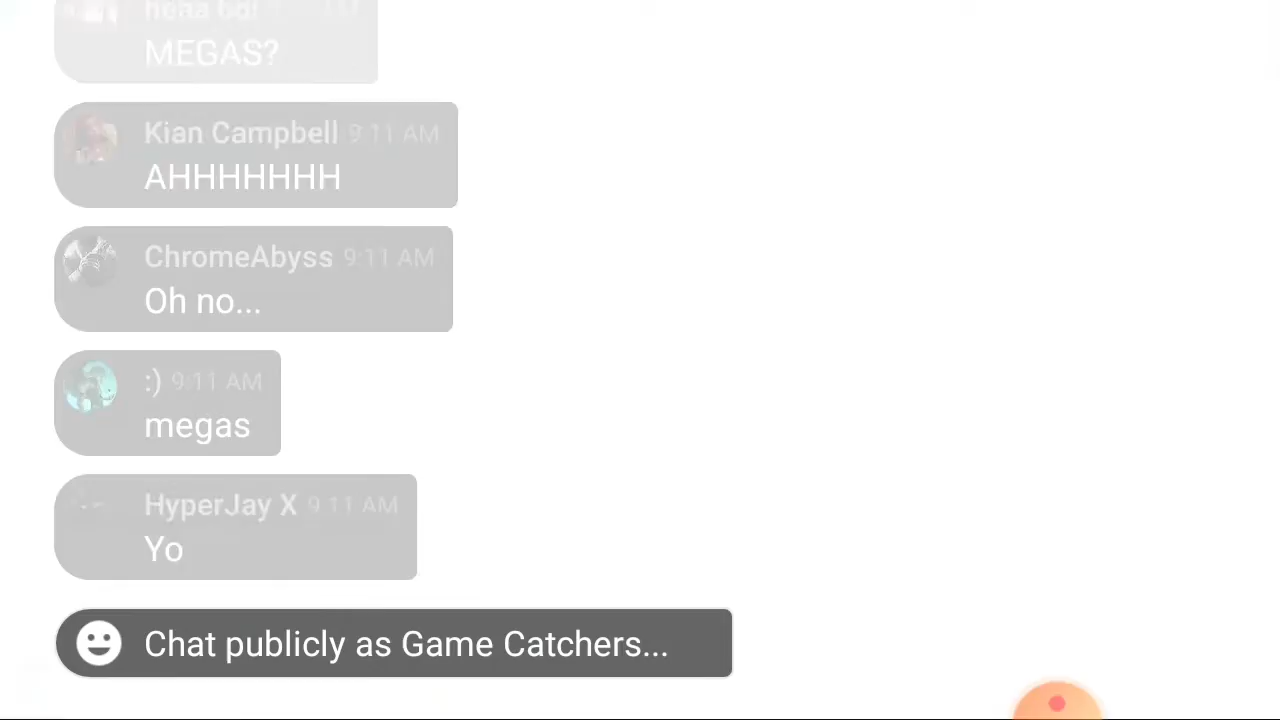 MEGAS?
Kian Campbell 9:11 AM
AHHHHHHH
ChromeAbyss 9:11 AM
Oh no...
:) 9:11 AM
megas
HyperJay X 9:11 AM
Yo
Chat publicly as Game Catchers...